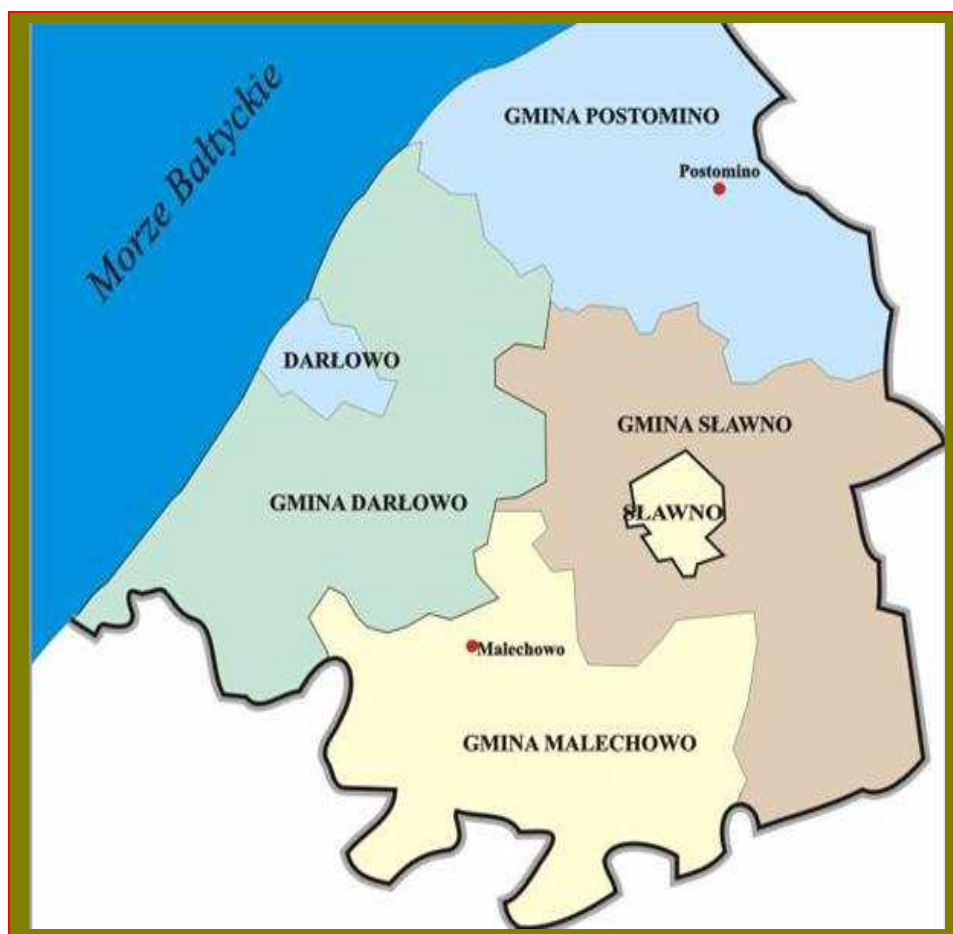 Morze Bałtyckie
GMINA POSTOMINO
Postomino
DARŁOWO
GMINA SŁAWNO
GMINA DARŁOWO
SŁAWNO
Malechowo
GMINA MALECHOWO